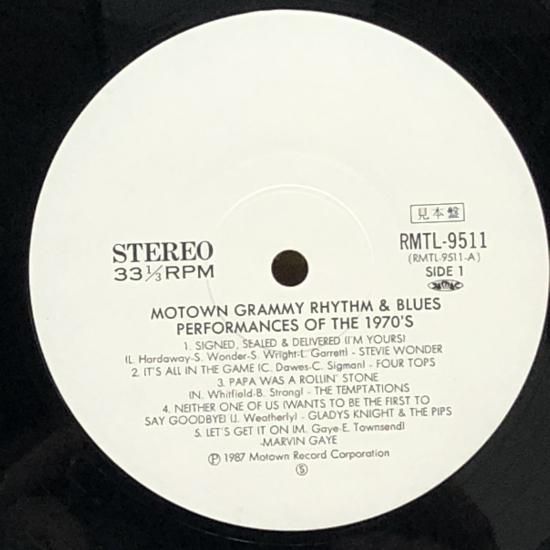 見本盤
STEREO
33 1/3 RPM
RMTL-9511
(RMTL-9511-A)
SIDE 1
MOTOWN GRAMMY RHYTHM & BLUES
PERFORMANCES OF THE 1970'S
1. SIGNED, SEALED & DELIVERED (I'M YOURS)
(L. Hardaway-S. Wonder-S. Wright-L. Garrett) - STEVIE WONDER
2. IT'S ALL IN THE GAME (C. Dawes-C. Sigman) - FOUR TOPS
3. PAPA WAS A ROLLIN' STONE
(N. Whitfield-B. Strong) - THE TEMPTATIONS
4. NEITHER ONE OF US (WANTS TO BE THE FIRST TO
SAY GOODBYE) (J. Weatherly) - GLADYS KNIGHT & THE PIPS
5. LET'S GET IT ON (M. Gaye-E. Townsend)
-MARVIN GAYE
Ⓟ 1987 Motown Record Corporation
Ⓢ